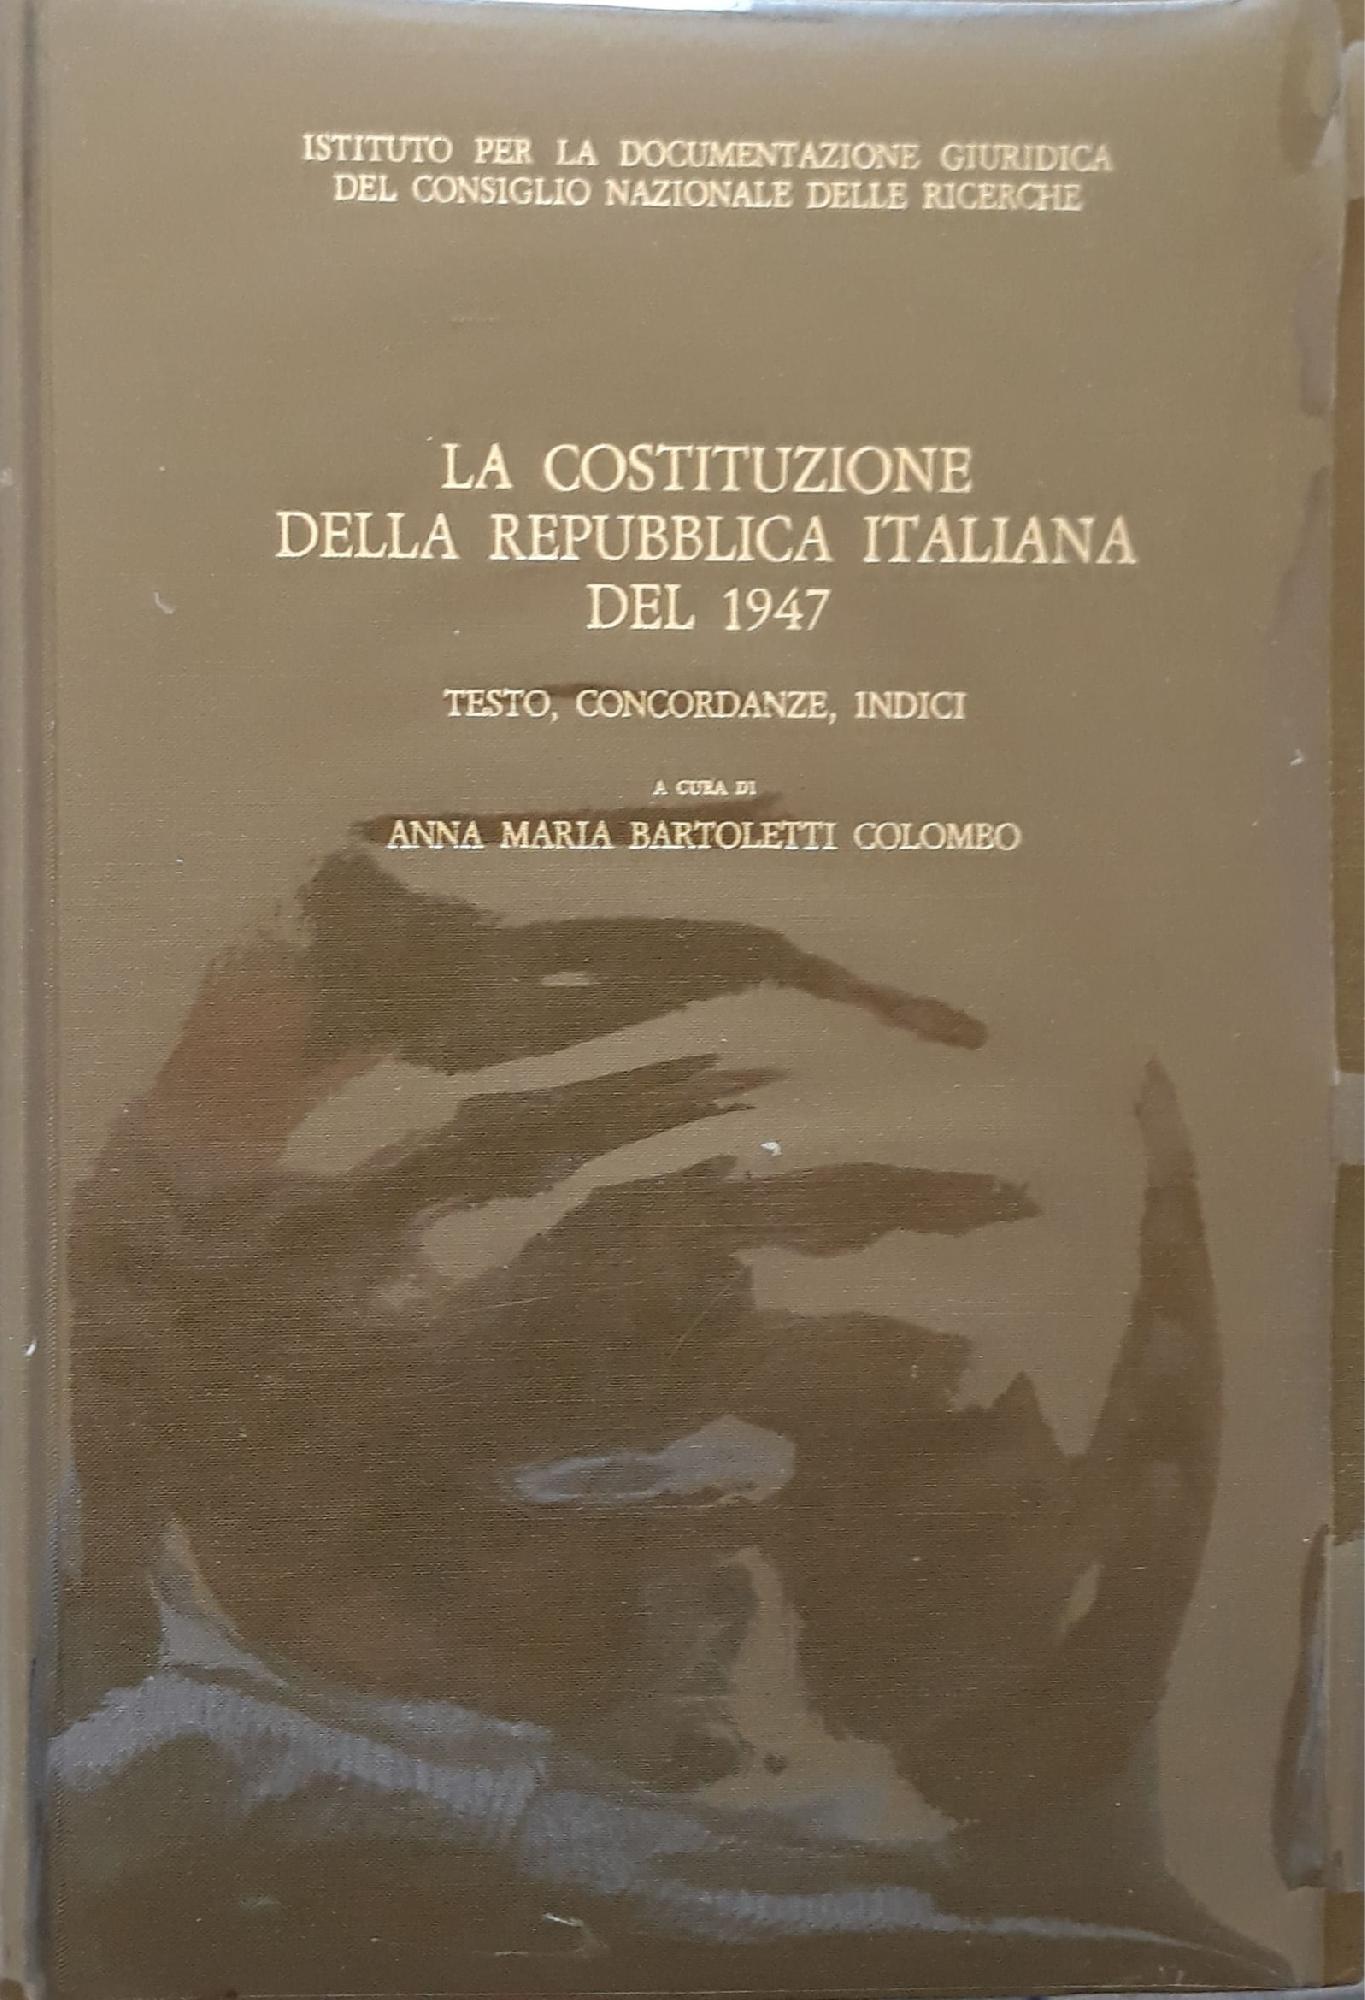 ISTITUTO PER LA DOCUMENTAZIONE GIURIDICA
DEL CONSIGLIO NAZIONALE DELLE RICERCHE
LA COSTITUZIONE
DELLA REPUBBLICA ITALIANA
DEL 1947
TESTO, CONCORDANZE, INDICI
A CURA DI
ANNA MARIA BARTOLETTI COLOMBO